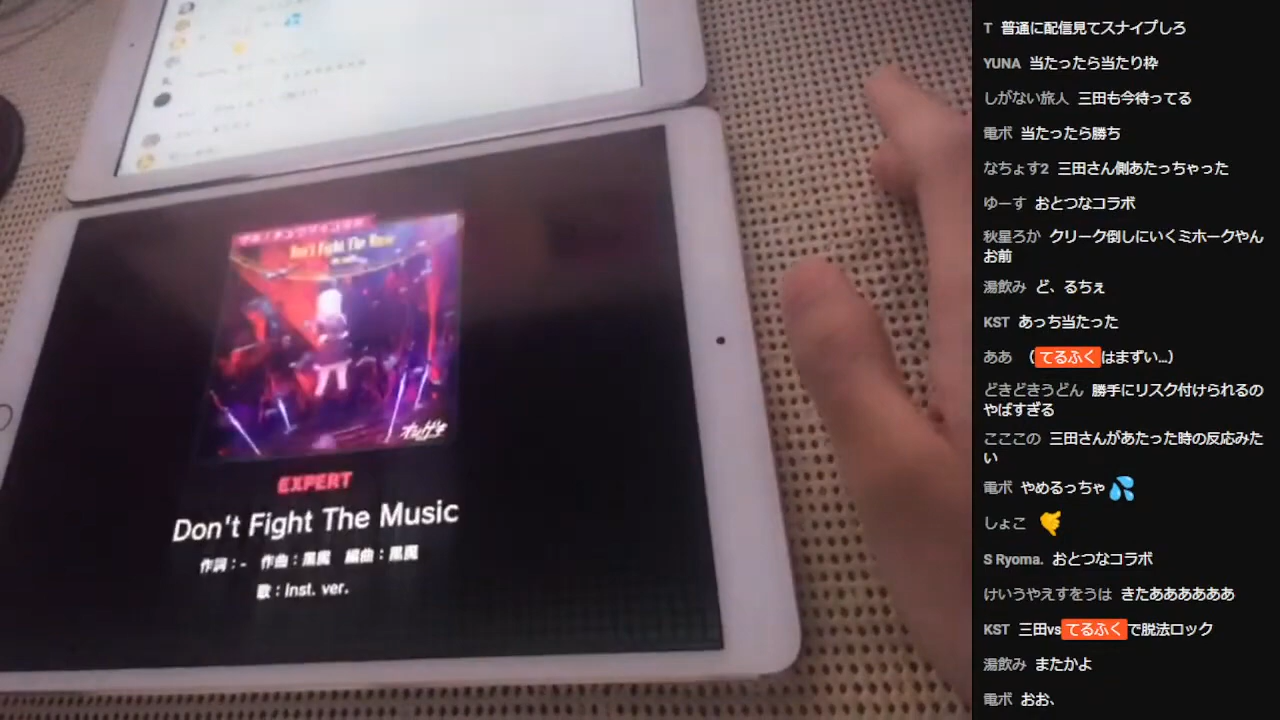 Don't Fight The Music
オンゲキ
EXPERT
Don't Fight The Music
作詞：- 作曲：黒魔 編曲：黒魔
歌：Inst. ver.
T 普通に配信見てスナイプしろ
YUNA 当たったら当たり枠
しがない旅人 三田も今待ってる
電ボ 当たったら勝ち
なちょす2 三田さん側あたっちゃった
ゆーす おとつなコラボ
秋星ろか クリーク倒しにいくミホークやん
お前
湯飲み ど、るちぇ
KST あっち当たった
ああ （てるふくはまずい...）
どきどきうどん 勝手にリスク付けられるの
やばすぎる
こここの 三田さんがあたった時の反応みた
い
電ボ やめるっちゃ💦
しょこ 🤙
S Ryoma. おとつなコラボ
けいうやえすをうは きたああああああ
KST 三田vsてるふくで脱法ロック
湯飲み またかよ
電ボ おお、